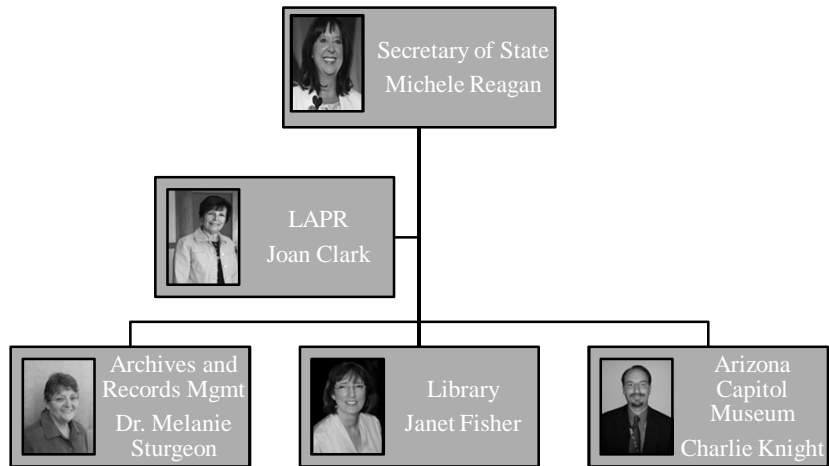 Secretary of State
Michele Reagan
LAPR
Joan Clark
Archives and
Records Mgmt
Dr. Melanie
Sturgeon
Library
Janet Fisher
Arizona
Capitol
Museum
Charlie Knight